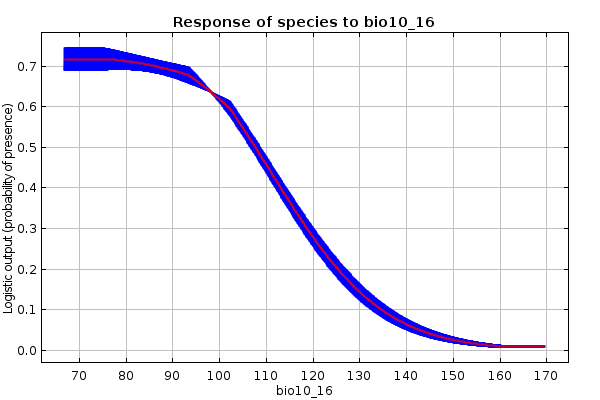 Response of species to bio10_16
Logistic output (probability of presence)
0.7
0.6
0.5
0.4
0.3
0.2
0.1
0.0
70 80 90 100 110 120 130 140 150 160 170
bio10_16